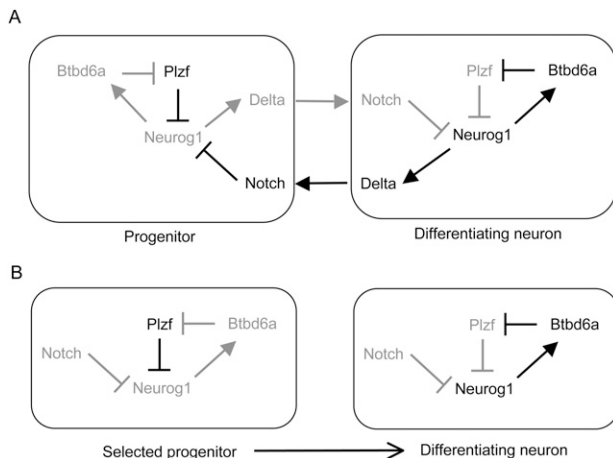 A
Btbd6a Plzf
Delta
Neurog1
Notch
Progenitor
Plzf Btbd6a
Notch
Neurog1
Delta
Differentiating neuron
B
Plzf Btbd6a
Notch
Neurog1
Selected progenitor
Plzf Btbd6a
Notch
Neurog1
Differentiating neuron